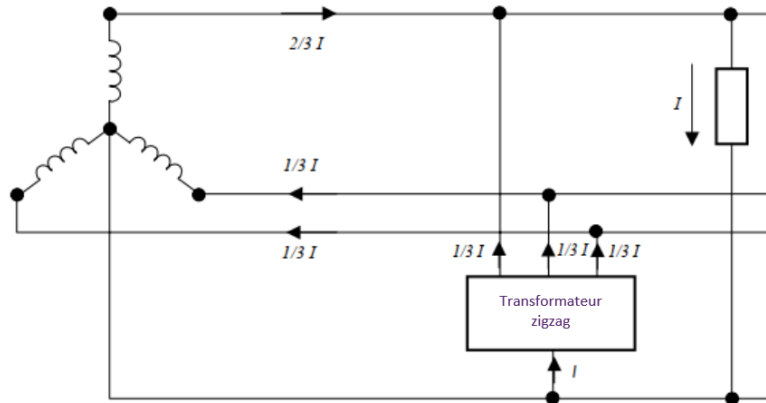 2/3 I
I
1/3 I
1/3 I
1/3 I
1/3 I
1/3 I
Transformateur
zigzag
I